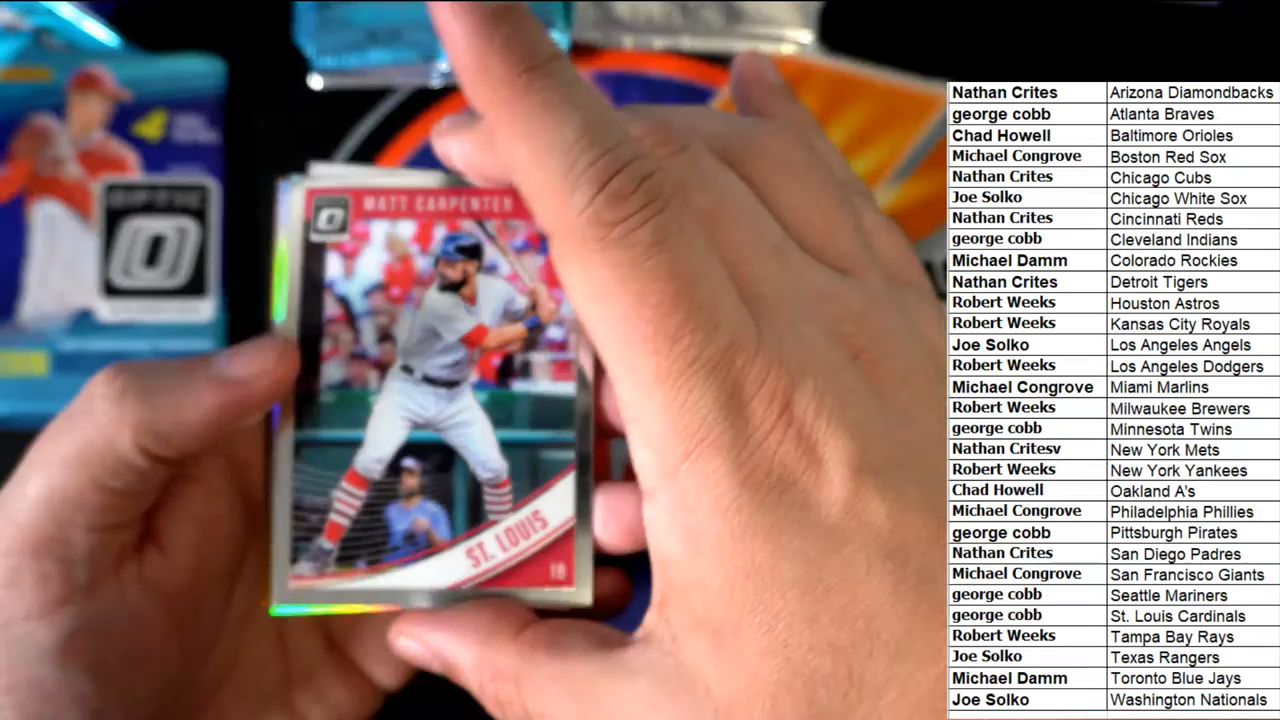 MATT CARPENTER
ST. LOUIS
18
OPTIC
Nathan Crites Arizona Diamondbacks
george cobb Atlanta Braves
Chad Howell Baltimore Orioles
Michael Congrove Boston Red Sox
Nathan Crites Chicago Cubs
Joe Solko Chicago White Sox
Nathan Crites Cincinnati Reds
george cobb Cleveland Indians
Michael Damm Colorado Rockies
Nathan Crites Detroit Tigers
Robert Weeks Houston Astros
Robert Weeks Kansas City Royals
Joe Solko Los Angeles Angels
Robert Weeks Los Angeles Dodgers
Michael Congrove Miami Marlins
Robert Weeks Milwaukee Brewers
george cobb Minnesota Twins
Nathan Critesv New York Mets
Robert Weeks New York Yankees
Chad Howell Oakland A's
Michael Congrove Philadelphia Phillies
george cobb Pittsburgh Pirates
Nathan Crites San Diego Padres
Michael Congrove San Francisco Giants
george cobb Seattle Mariners
george cobb St. Louis Cardinals
Robert Weeks Tampa Bay Rays
Joe Solko Texas Rangers
Michael Damm Toronto Blue Jays
Joe Solko Washington Nationals